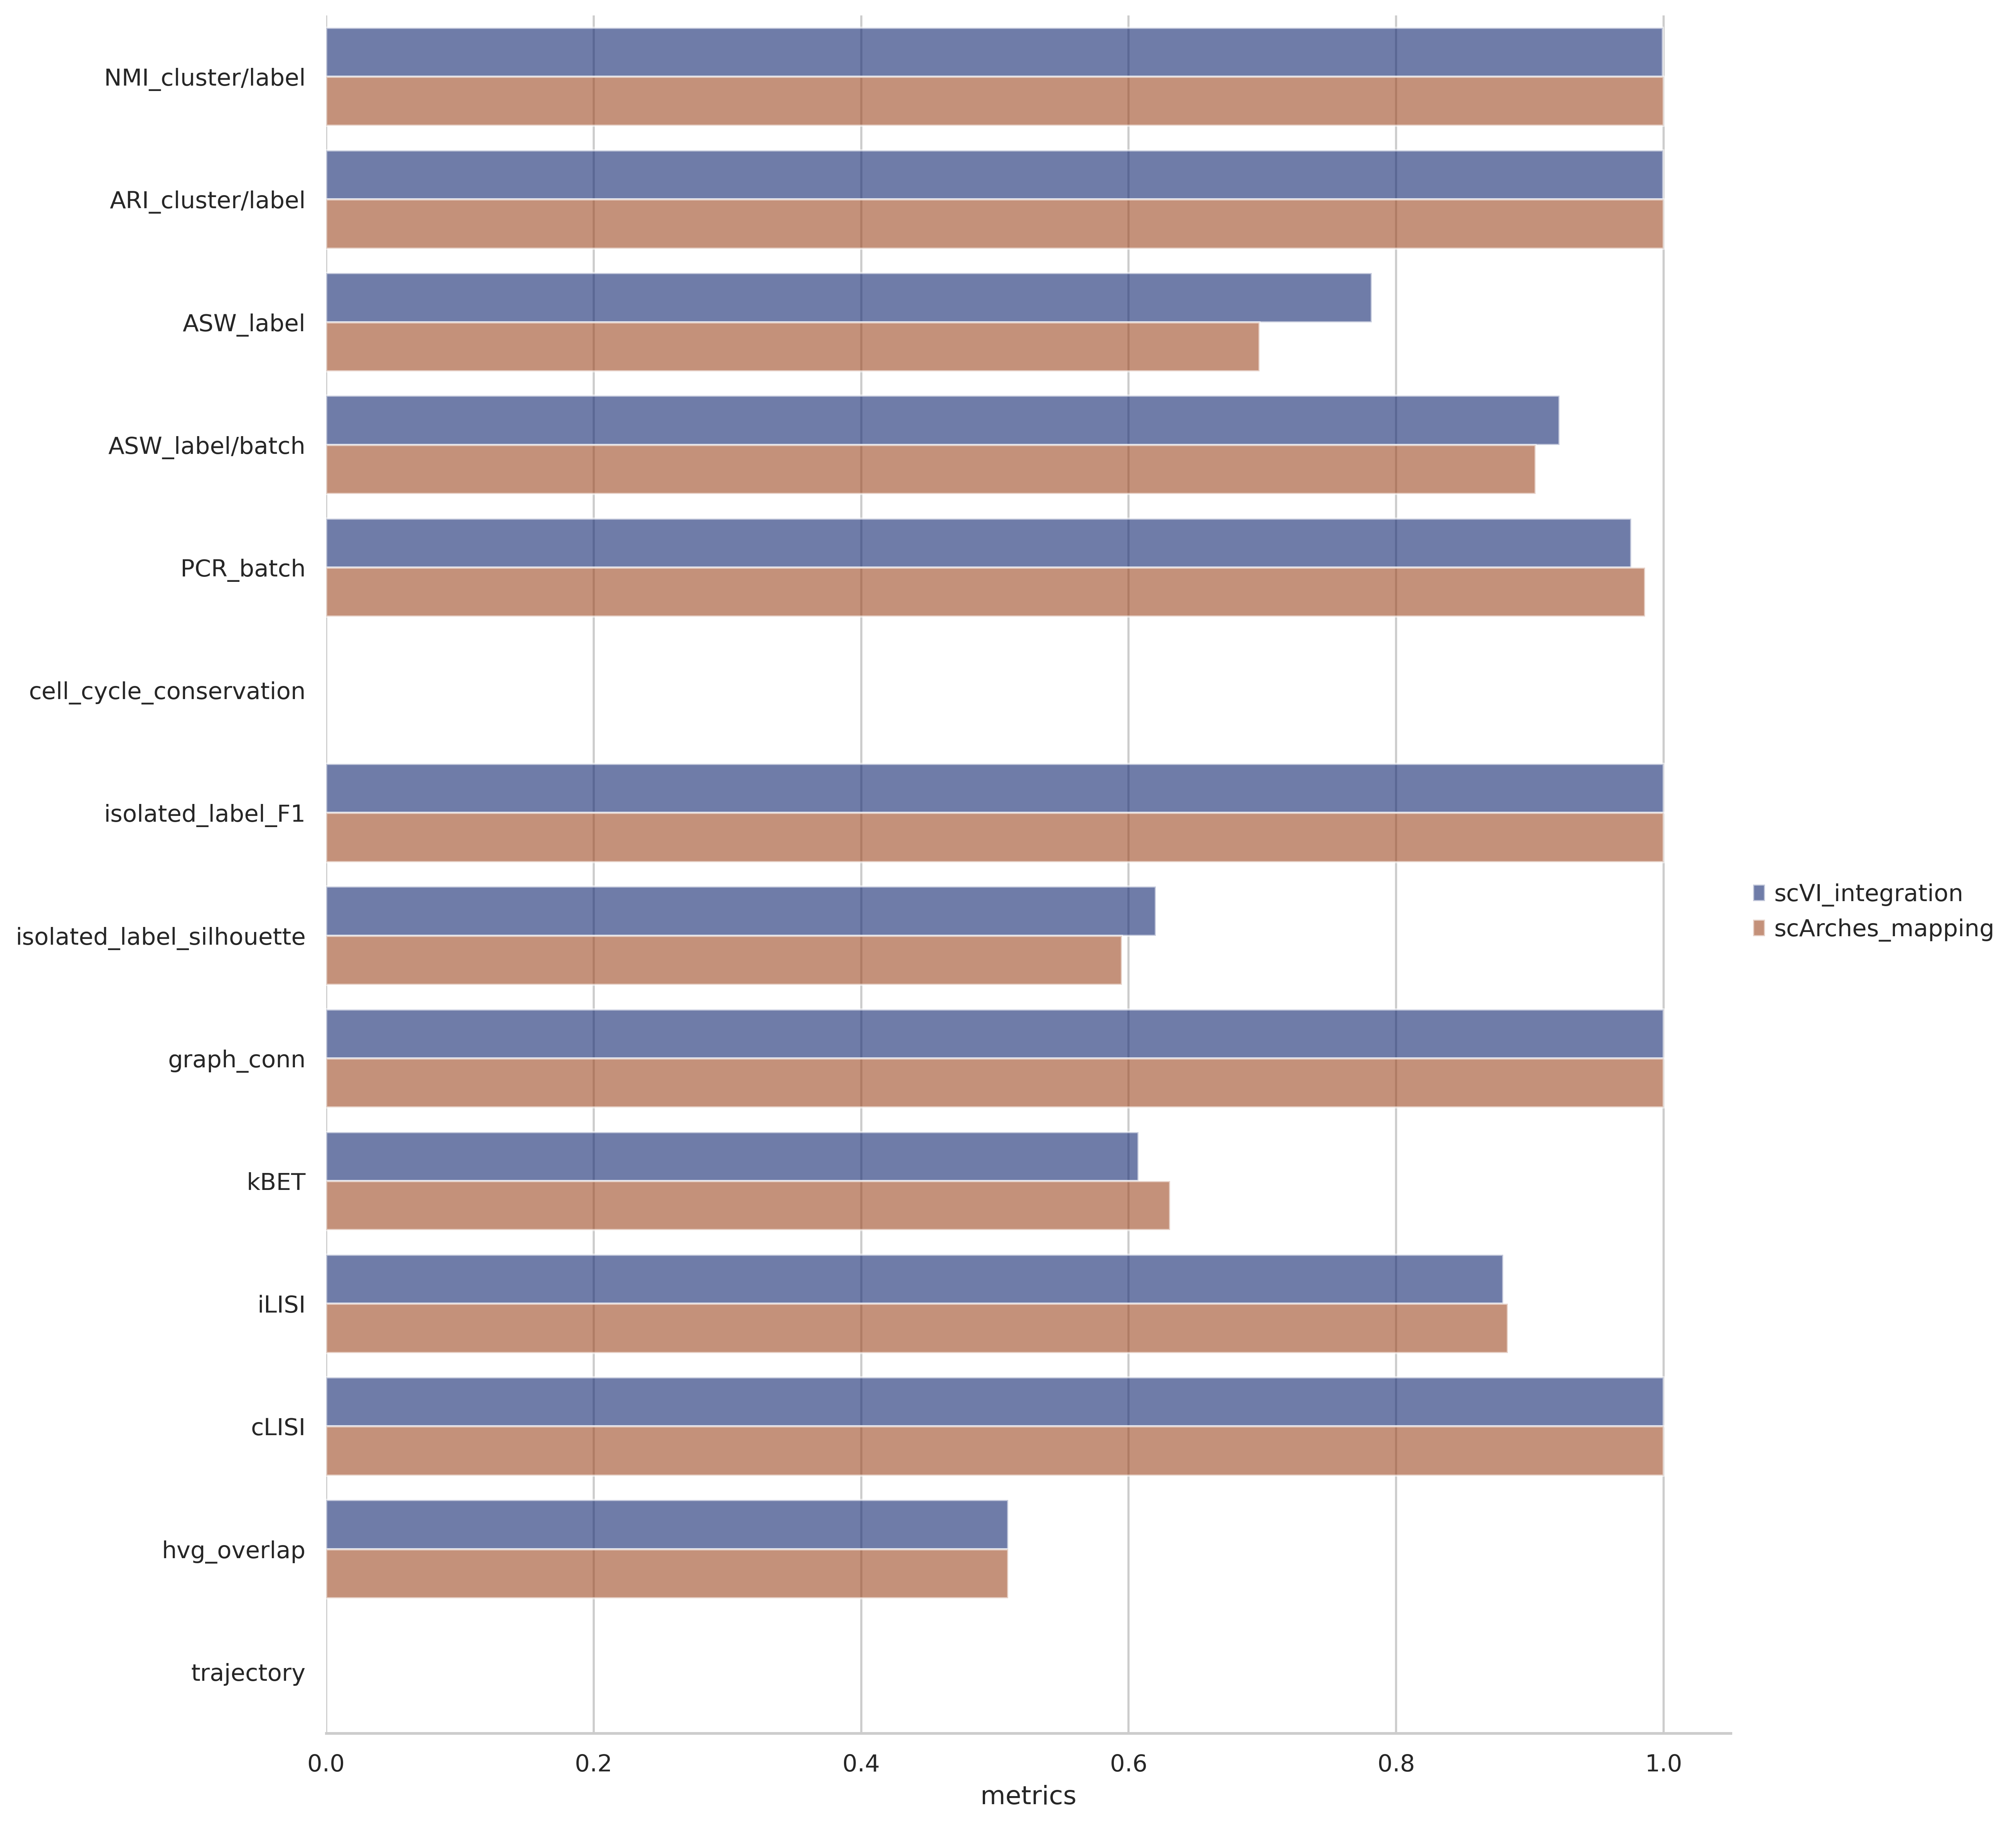 NMI_cluster/label
ARI_cluster/label
ASW_label
ASW_label/batch
PCR_batch
cell_cycle_conservation
isolated_label_F1
isolated_label_silhouette
graph_conn
kBET
iLISI
cLISI
hvg_overlap
trajectory
0.0 0.2 0.4 0.6 0.8 1.0
metrics
scVI_integration
scArches_mapping